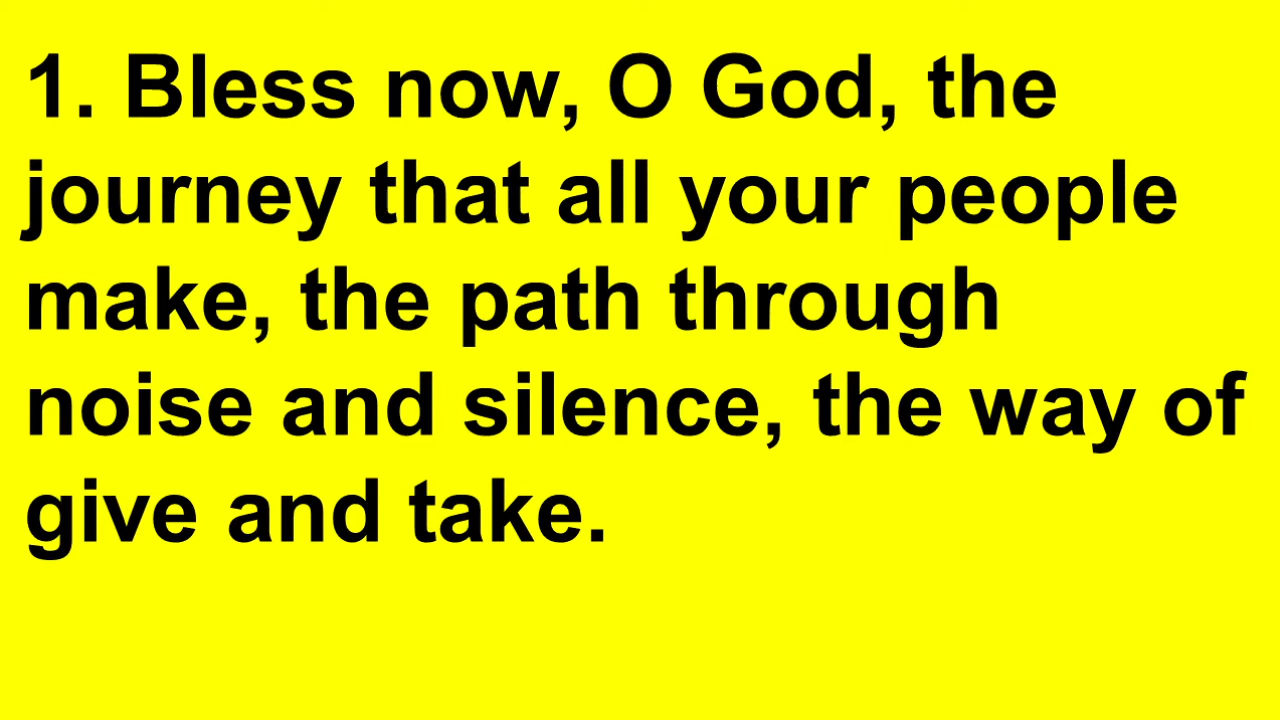 1. Bless now, O God, the
journey that all your people
make, the path through
noise and silence, the way of
give and take.